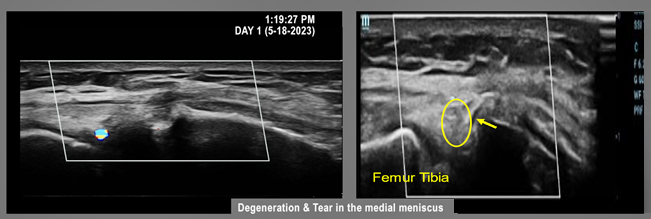 1:19:27 PM
DAY 1 (5-18-2023)
Femur Tibia
Degeneration & Tear in the medial meniscus